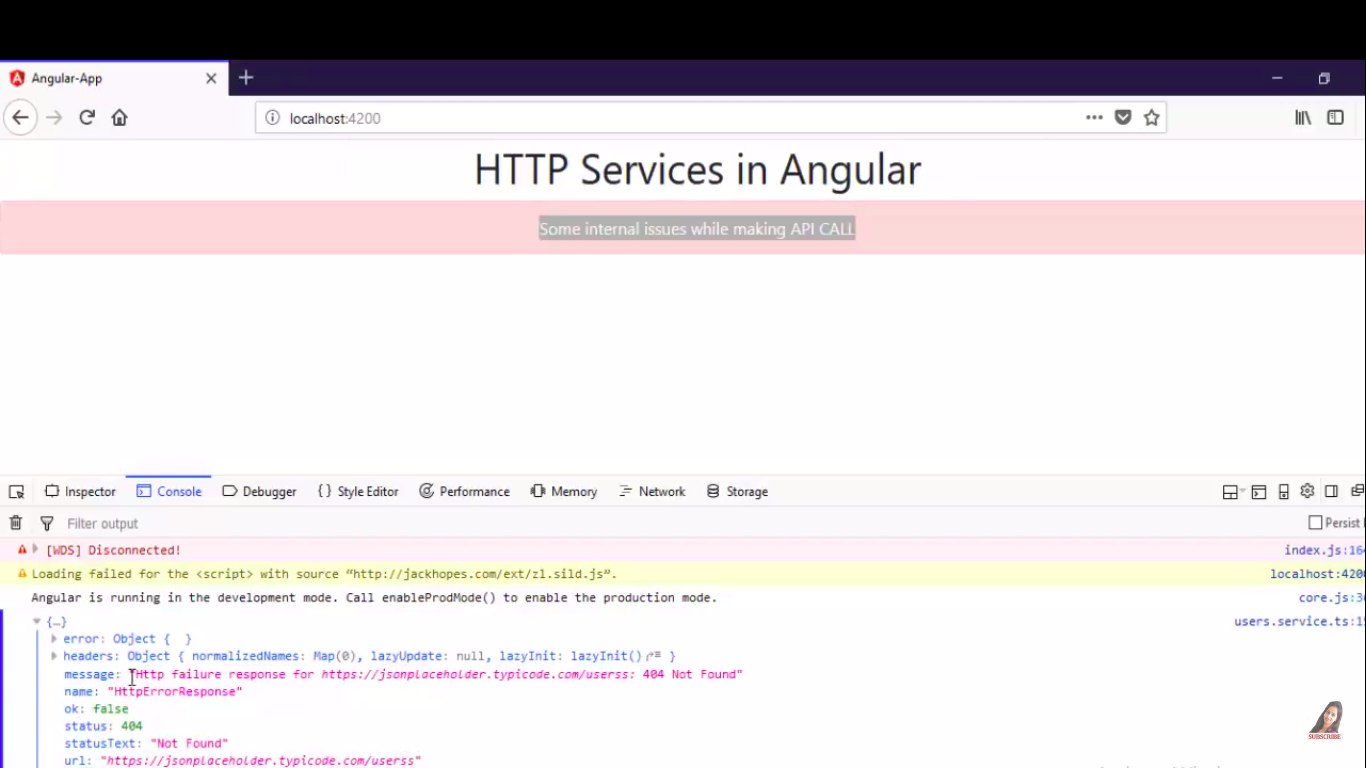 Angular-App
localhost:4200
HTTP Services in Angular
Some internal issues while making API CALL
Inspector Console Debugger {} Style Editor Performance Memory Network Storage
Filter output Persist
[WDS] Disconnected! index.js:16
Loading failed for the <script> with source “http://jackhopes.com/ext/zl.sild.js”. localhost:420
Angular is running in the development mode. Call enableProdMode() to enable the production mode. core.js:3
{…} users.service.ts:1
error: Object { }
headers: Object { normalizedNames: Map(0), lazyUpdate: null, lazyInit: lazyInit() }
message: "Http failure response for https://jsonplaceholder.typicode.com/userss: 404 Not Found"
name: "HttpErrorResponse"
ok: false
status: 404
statusText: "Not Found"
url: "https://jsonplaceholder.typicode.com/userss"
SUBSCRIBE